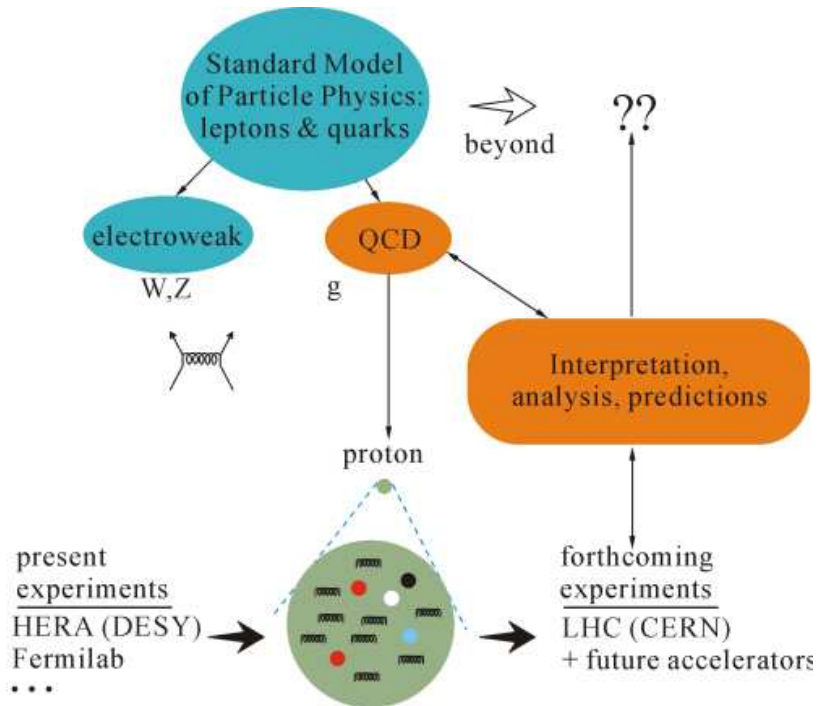 Standard Model
of Particle Physics:
leptons & quarks
beyond
??
electroweak
QCD
W,Z
g
Interpretation,
analysis, predictions
proton
present
experiments
HERA (DESY)
Fermilab
• • •
forthcoming
experiments
LHC (CERN)
+ future accelerators